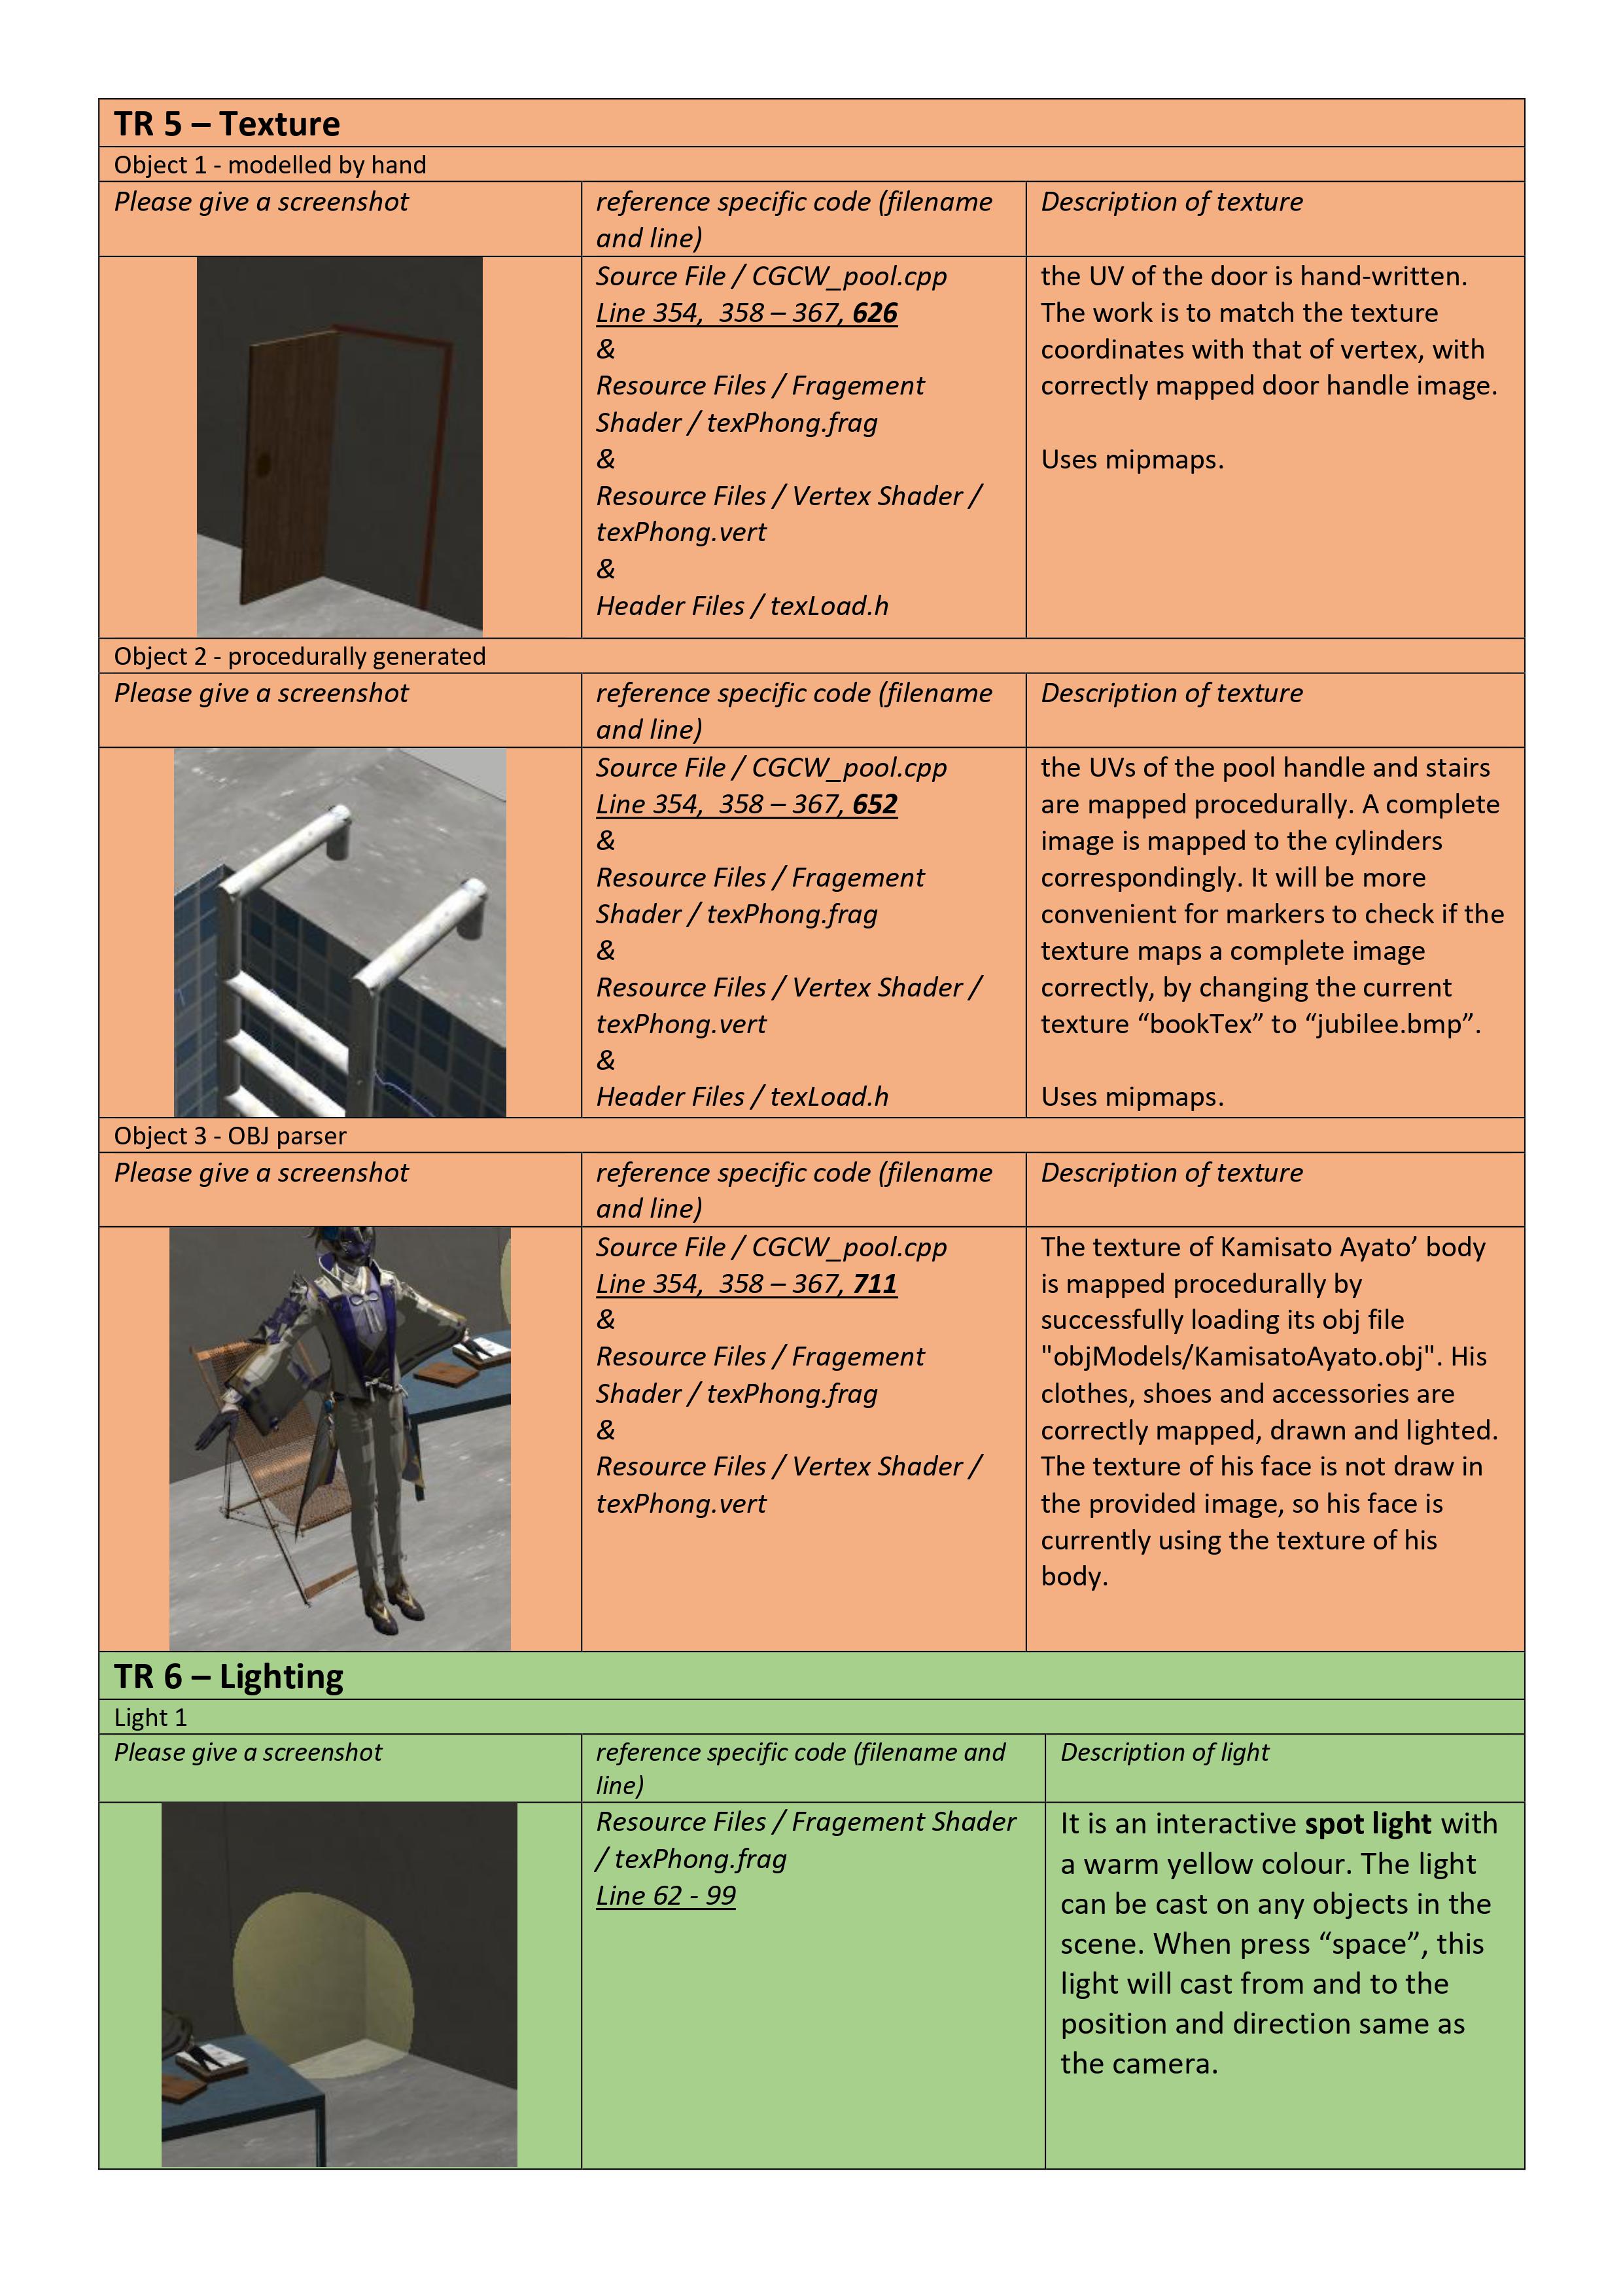 TR 5 – Texture
Object 1 - modelled by hand
Please give a screenshot
reference specific code (filename
and line)
Description of texture
Source File / CGCW_pool.cpp
Line 354,  358 – 367, 626
&
Resource Files / Fragement
Shader / texPhong.frag
&
Resource Files / Vertex Shader /
texPhong.vert
&
Header Files / texLoad.h
the UV of the door is hand-written.
The work is to match the texture
coordinates with that of vertex, with
correctly mapped door handle image.
Uses mipmaps.
Object 2 - procedurally generated
Please give a screenshot
reference specific code (filename
and line)
Description of texture
Source File / CGCW_pool.cpp
Line 354,  358 – 367, 652
&
Resource Files / Fragement
Shader / texPhong.frag
&
Resource Files / Vertex Shader /
texPhong.vert
&
Header Files / texLoad.h
the UVs of the pool handle and stairs
are mapped procedurally. A complete
image is mapped to the cylinders
correspondingly. It will be more
convenient for markers to check if the
texture maps a complete image
correctly, by changing the current
texture “bookTex” to “jubilee.bmp”.
Uses mipmaps.
Object 3 - OBJ parser
Please give a screenshot
reference specific code (filename
and line)
Description of texture
Source File / CGCW_pool.cpp
Line 354,  358 – 367, 711
&
Resource Files / Fragement
Shader / texPhong.frag
&
Resource Files / Vertex Shader /
texPhong.vert
The texture of Kamisato Ayato’ body
is mapped procedurally by
successfully loading its obj file
"objModels/KamisatoAyato.obj". His
clothes, shoes and accessories are
correctly mapped, drawn and lighted.
The texture of his face is not draw in
the provided image, so his face is
currently using the texture of his
body.
TR 6 – Lighting
Light 1
Please give a screenshot
reference specific code (filename and
line)
Description of light
Resource Files / Fragement Shader
/ texPhong.frag
Line 62 - 99
It is an interactive spot light with
a warm yellow colour. The light
can be cast on any objects in the
scene. When press “space”, this
light will cast from and to the
position and direction same as
the camera.